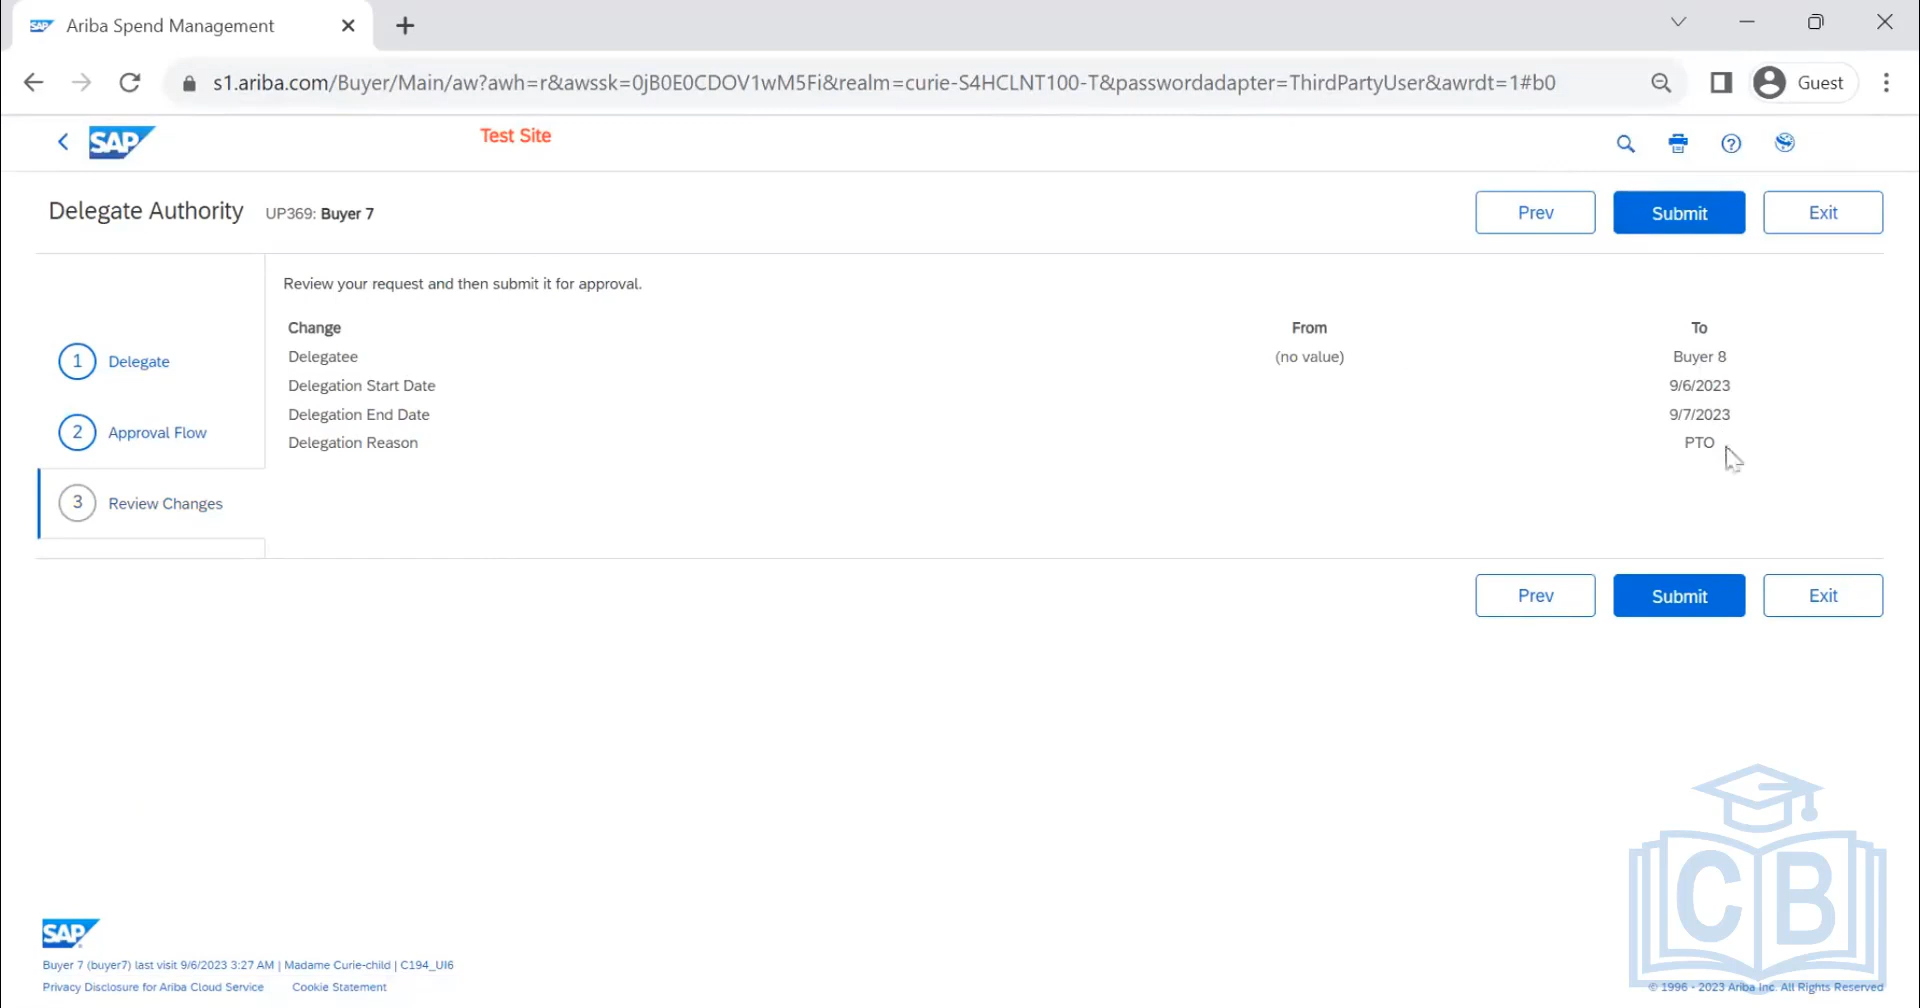 SAP Ariba Spend Management
s1.ariba.com/Buyer/Main/aw?awh=r&awssk=0jB0E0CDOV1wM5Fi&realm=curie-S4HCLNT100-T&passwordadapter=ThirdPartyUser&awrdt=1#b0 Guest
SAP Test Site
Delegate Authority UP369: Buyer 7 Prev Submit Exit
Review your request and then submit it for approval.
Change From To
Delegatee (no value) Buyer 8
1 Delegate
Delegation Start Date 9/6/2023
Delegation End Date 9/7/2023
2 Approval Flow
Delegation Reason PTO
3 Review Changes
Prev Submit Exit
CB
SAP
Buyer 7 (buyer7) last visit 9/6/2023 3:27 AM | Madame Curie-child | C194_UI6
Privacy Disclosure for Ariba Cloud Service Cookie Statement © 1996 - 2023 Ariba Inc. All Rights Reserved